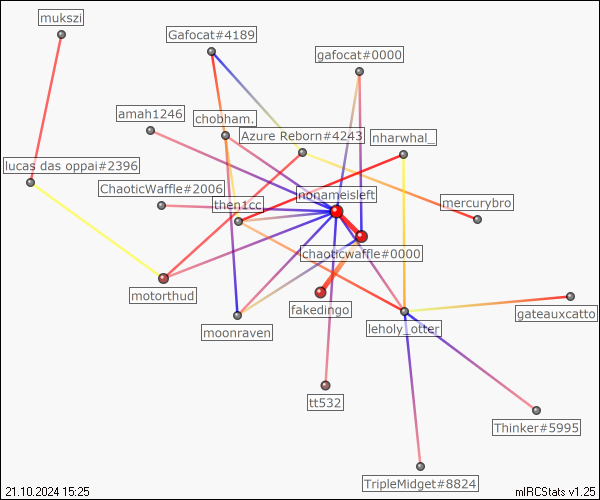 mukszi
Gafocat#4189
gafocat#0000
amah1246
chobham.
Azure Reborn#4243
nharwhal_
lucas das oppai#2396
ChaoticWaffle#2006
nonameisleft
then1cc
mercurybro
chaoticwaffle#0000
motorthud
fakedingo
moonraven
leholy_otter
gateauxcatto
tt532
Thinker#5995
TripleMidget#8824
21.10.2024 15:25
mIRCStats v1.25